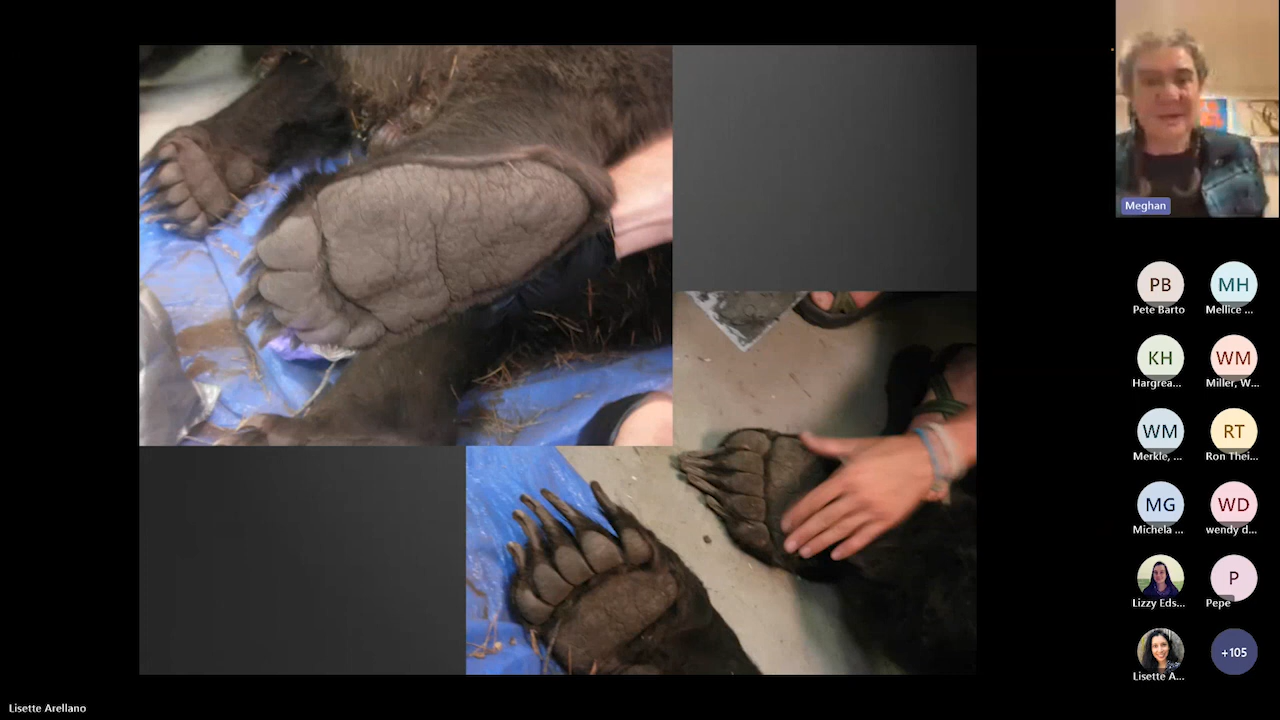 Meghan
PB
MH
Pete Barto
Mellice ...
KH
WM
Hargrea...
Miller, W...
WM
RT
Merkle, ...
Ron Thei...
MG
WD
Michela ...
wendy d...
P
Lizzy Eds...
Pepe
+105
Lisette A...
Lisette Arellano